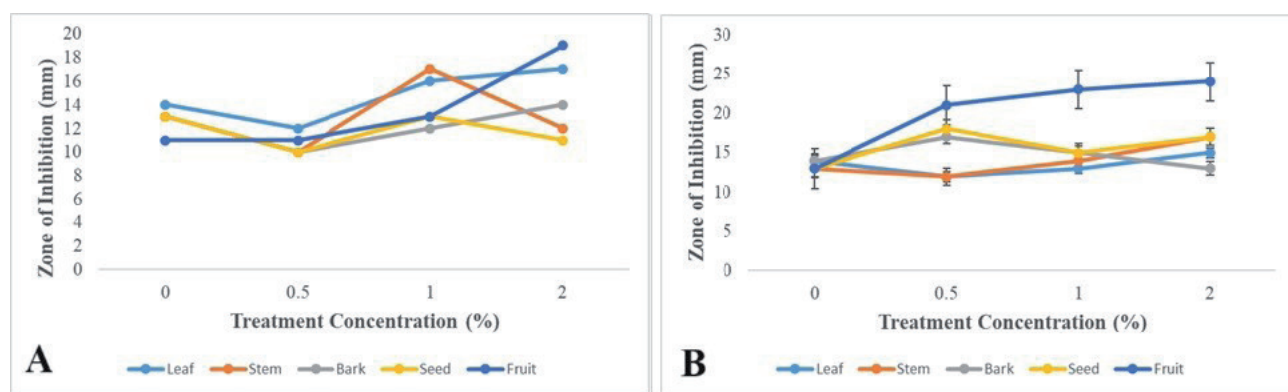 20
18
16
14
12
10
8
6
4
2
0
Zone of Inhibition (mm)
0 0.5 1 2
Treatment Concentration (%)
A
Leaf Stem Bark Seed Fruit
30
25
20
15
10
5
0
Zone of Inhibition (mm)
0 0.5 1 2
Treatment Concentration (%)
B
Leaf Stem Bark Seed Fruit